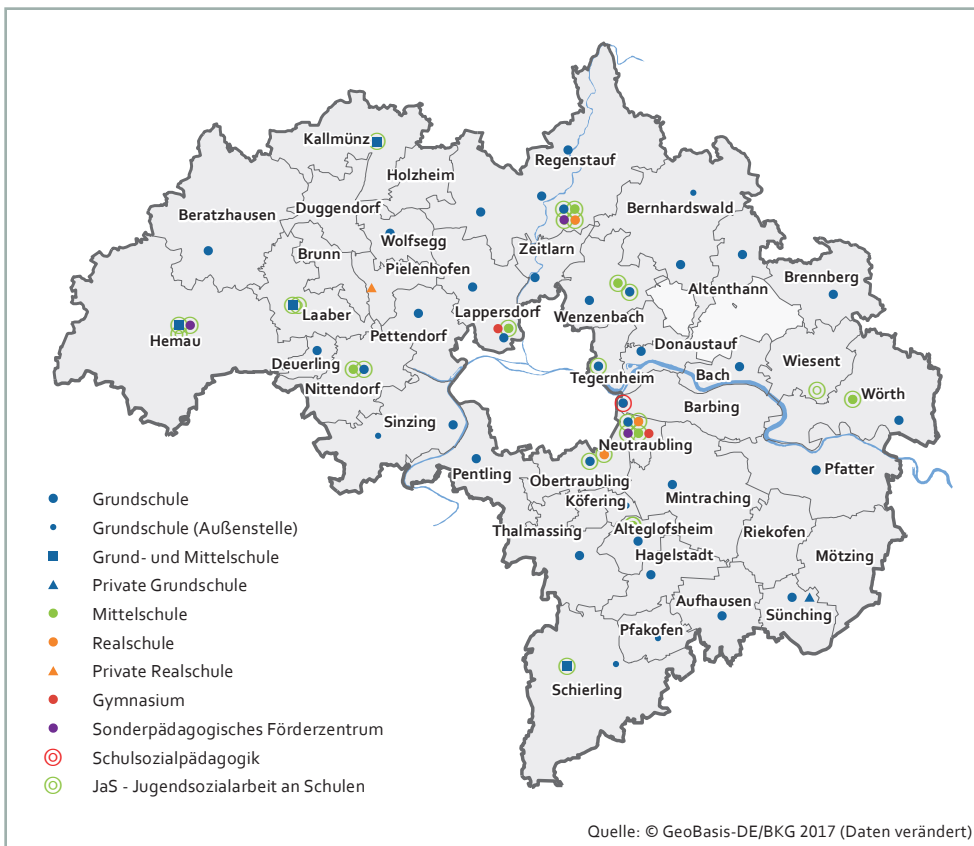 Kallmünz
Regenstauf
Holzheim
Bernhardswald
Beratzhausen
Duggendorf
Wolfsegg
Zeitlarn
Brunn
Pielenhofen
Brennberg
Altenthann
Laaber
Lappersdorf
Wenzenbach
Pettendorf
Hemau
Donaustauf
Deuerling
Wiesent
Bach
Tegernheim
Nittendorf
Wörth
Barbing
Sinzing
Neutraubling
Pfatter
Pentling
Obertraubling
Mintraching
Köfering
Thalmassing
Alteglofsheim
Riekofen
Hagelstadt
Mötzing
Aufhausen
Sünching
Pfakofen
Schierling
Grundschule
Grundschule (Außenstelle)
Grund- und Mittelschule
Private Grundschule
Mittelschule
Realschule
Private Realschule
Gymnasium
Sonderpädagogisches Förderzentrum
Schulsozialpädagogik
JaS - Jugendsozialarbeit an Schulen
Quelle: © GeoBasis-DE/BKG 2017 (Daten verändert)